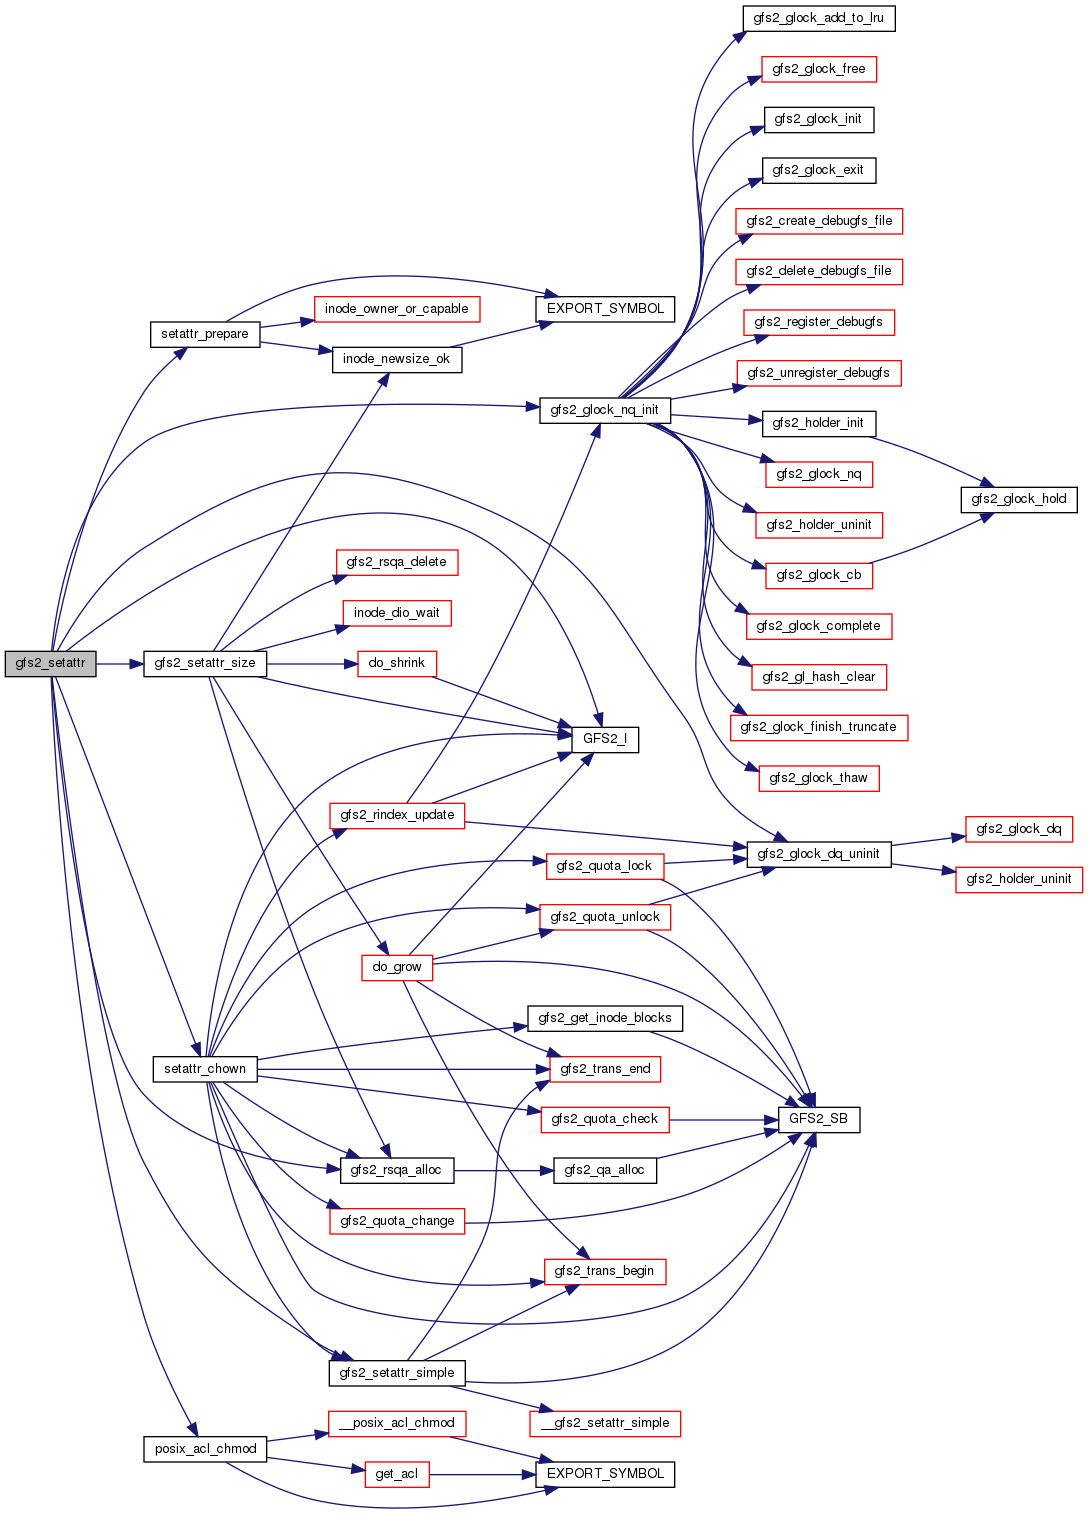 gfs2_glock_add_to_lru
gfs2_glock_free
gfs2_glock_init
gfs2_glock_exit
gfs2_create_debugfs_file
gfs2_delete_debugfs_file
inode_owner_or_capable
EXPORT_SYMBOL
gfs2_register_debugfs
setattr_prepare
inode_newsize_ok
gfs2_unregister_debugfs
gfs2_glock_nq_init
gfs2_holder_init
gfs2_glock_nq
gfs2_glock_hold
gfs2_holder_uninit
gfs2_rsqa_delete
gfs2_glock_cb
inode_dio_wait
gfs2_glock_complete
gfs2_setattr
gfs2_setattr_size
do_shrink
gfs2_gl_hash_clear
gfs2_glock_finish_truncate
GFS2_I
gfs2_glock_thaw
gfs2_rindex_update
gfs2_glock_dq
gfs2_quota_lock
gfs2_glock_dq_uninit
gfs2_holder_uninit
gfs2_quota_unlock
do_grow
gfs2_get_inode_blocks
setattr_chown
gfs2_trans_end
gfs2_quota_check
GFS2_SB
gfs2_rsqa_alloc
gfs2_qa_alloc
gfs2_quota_change
gfs2_trans_begin
gfs2_setattr_simple
__posix_acl_chmod
__gfs2_setattr_simple
posix_acl_chmod
get_acl
EXPORT_SYMBOL